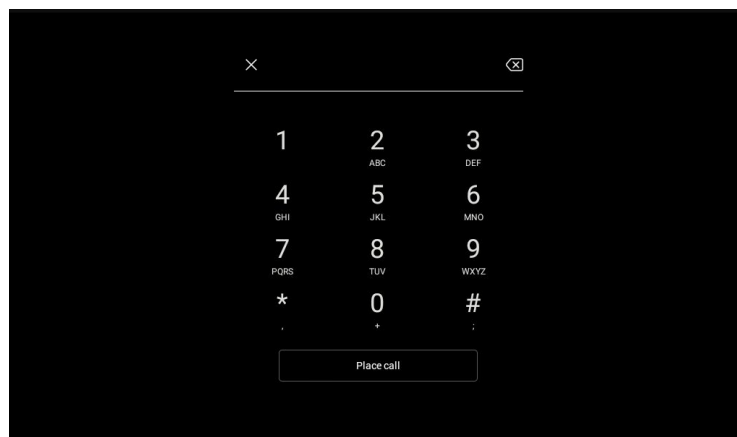 1 2 3
ABC DEF
4 5 6
GHI JKL MNO
7 8 9
PQRS TUV WXYZ
* 0 #
, + ;
Place call